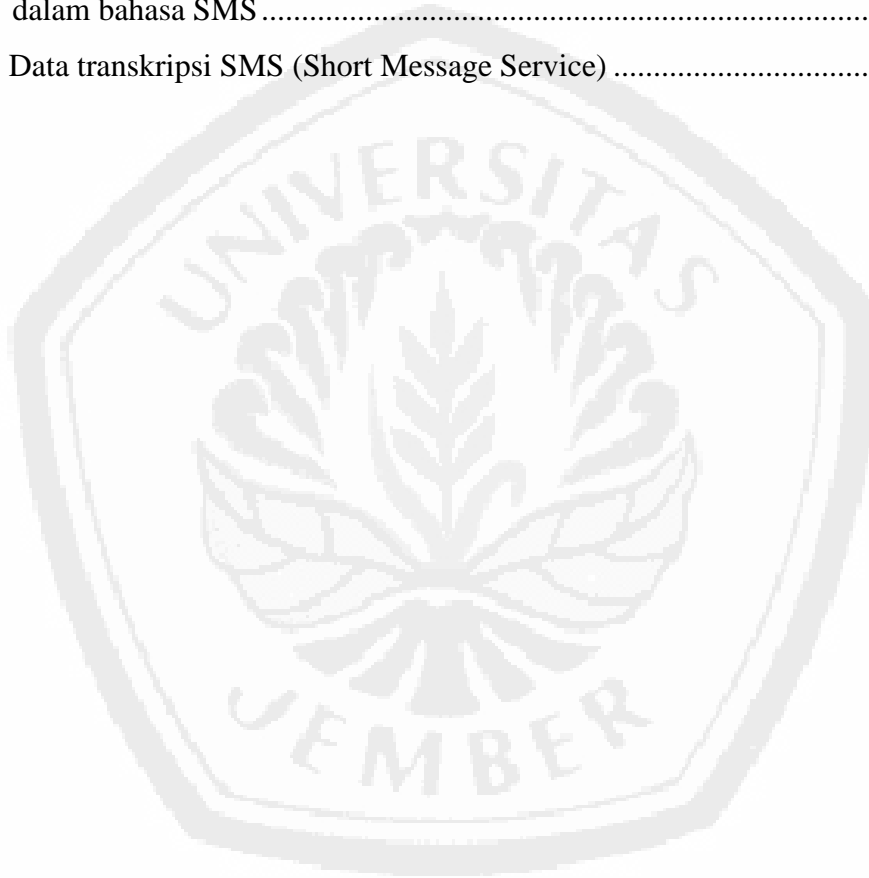 dalam bahasa SMS ..........................................................................
Data transkripsi SMS (Short Message Service) ................................
UNIVERSITAS
JEMBER